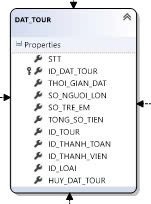 DAT_TOUR
Properties
STT
ID_DAT_TOUR
THOI_GIAN_DAT
SO_NGUOI_LON
SO_TRE_EM
TONG_SO_TIEN
ID_TOUR
ID_THANH_TOAN
ID_THANH_VIEN
ID_LOAI
HUY_DAT_TOUR